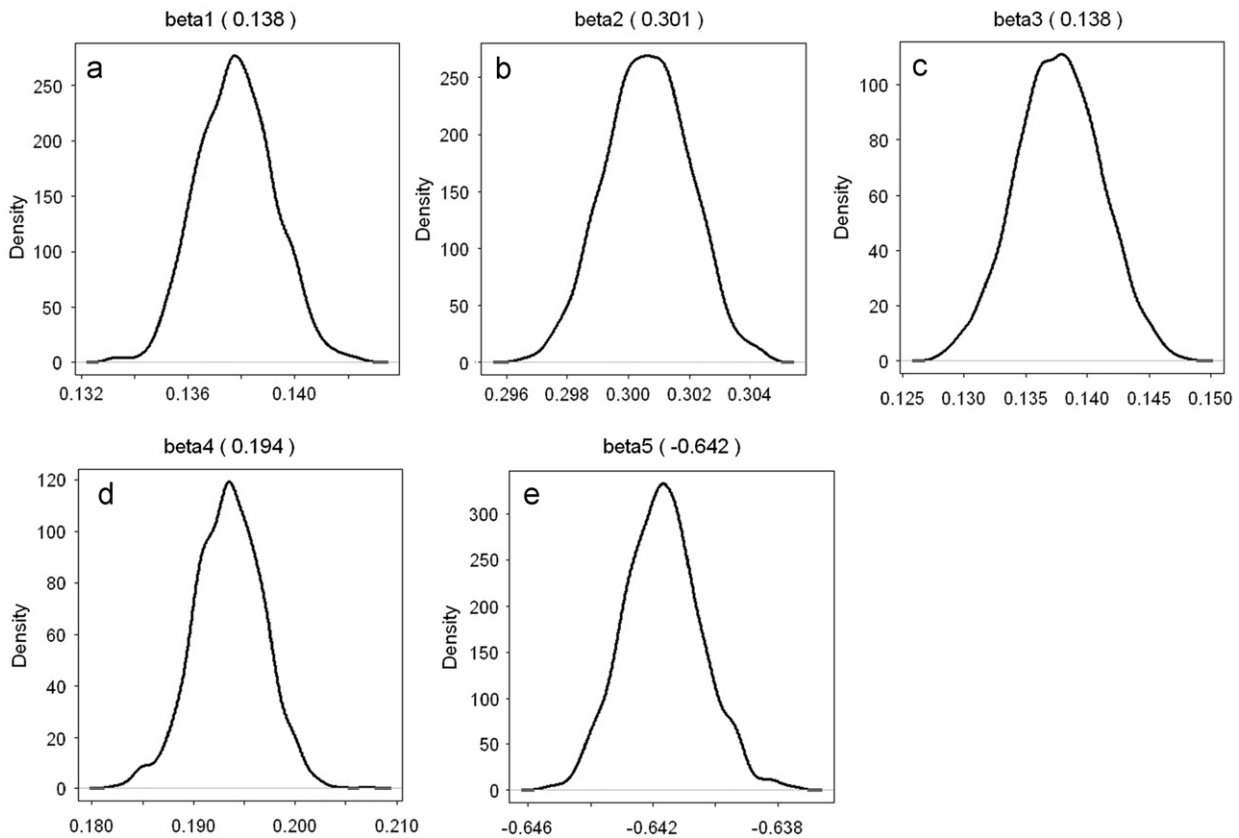 beta1 ( 0.138 )
a
Density
250
200
150
100
50
0
0.132 0.136 0.140
beta2 ( 0.301 )
b
Density
250
200
150
100
50
0
0.296 0.298 0.300 0.302 0.304
beta3 ( 0.138 )
c
Density
100
80
60
40
20
0
0.125 0.130 0.135 0.140 0.145 0.150
beta4 ( 0.194 )
d
Density
120
100
80
60
40
20
0
0.180 0.190 0.200 0.210
beta5 ( -0.642 )
e
Density
300
250
200
150
100
50
0
-0.646 -0.642 -0.638